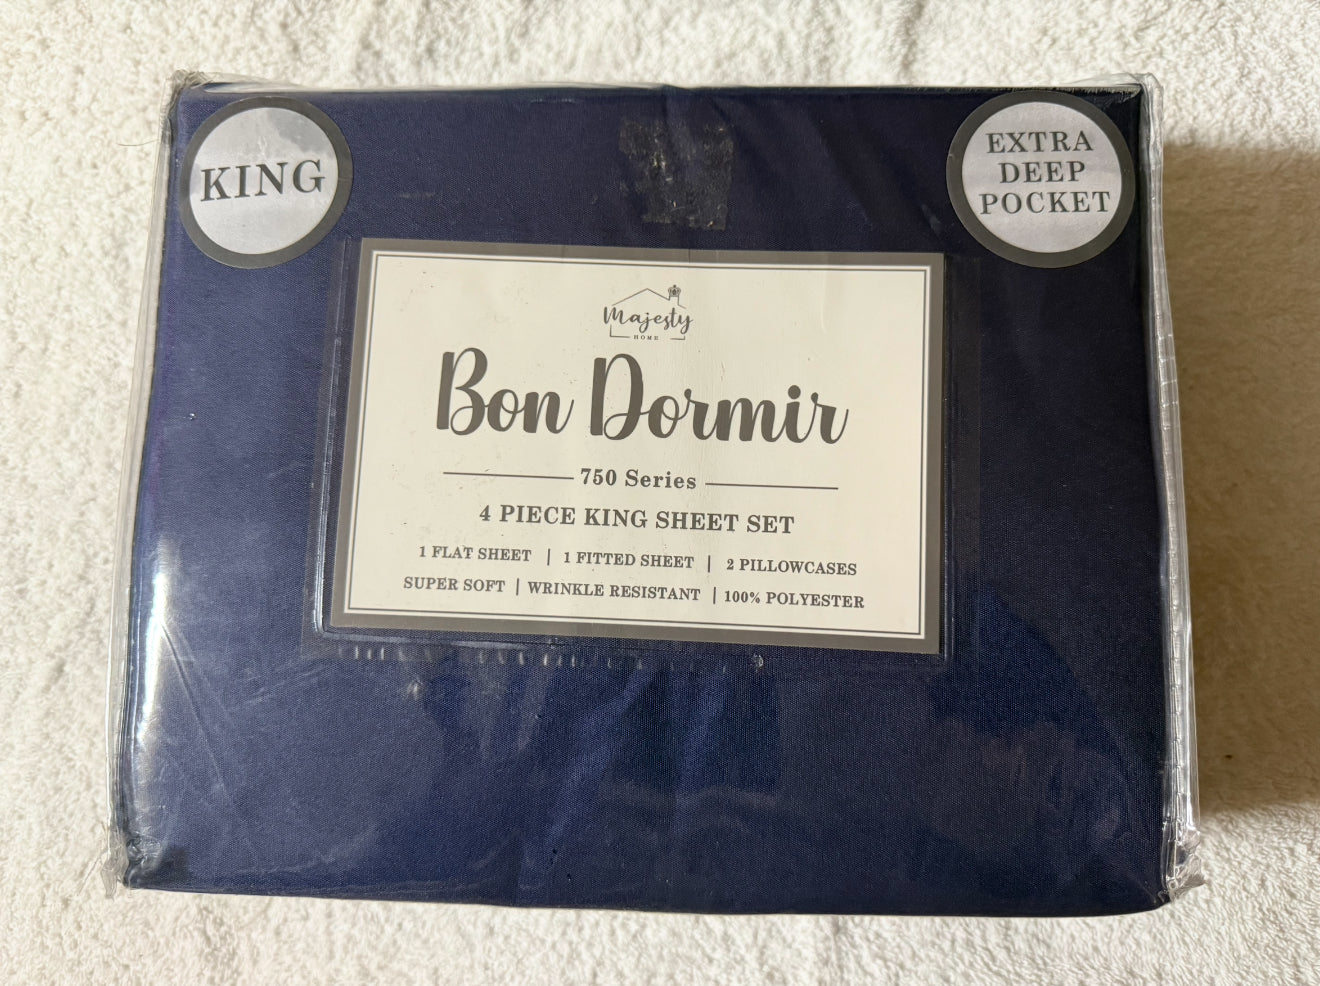 KING
EXTRA
DEEP
POCKET
Majesty
HOME
Bon Dormir
750 Series
4 PIECE KING SHEET SET
1 FLAT SHEET | 1 FITTED SHEET | 2 PILLOWCASES
SUPER SOFT | WRINKLE RESISTANT | 100% POLYESTER